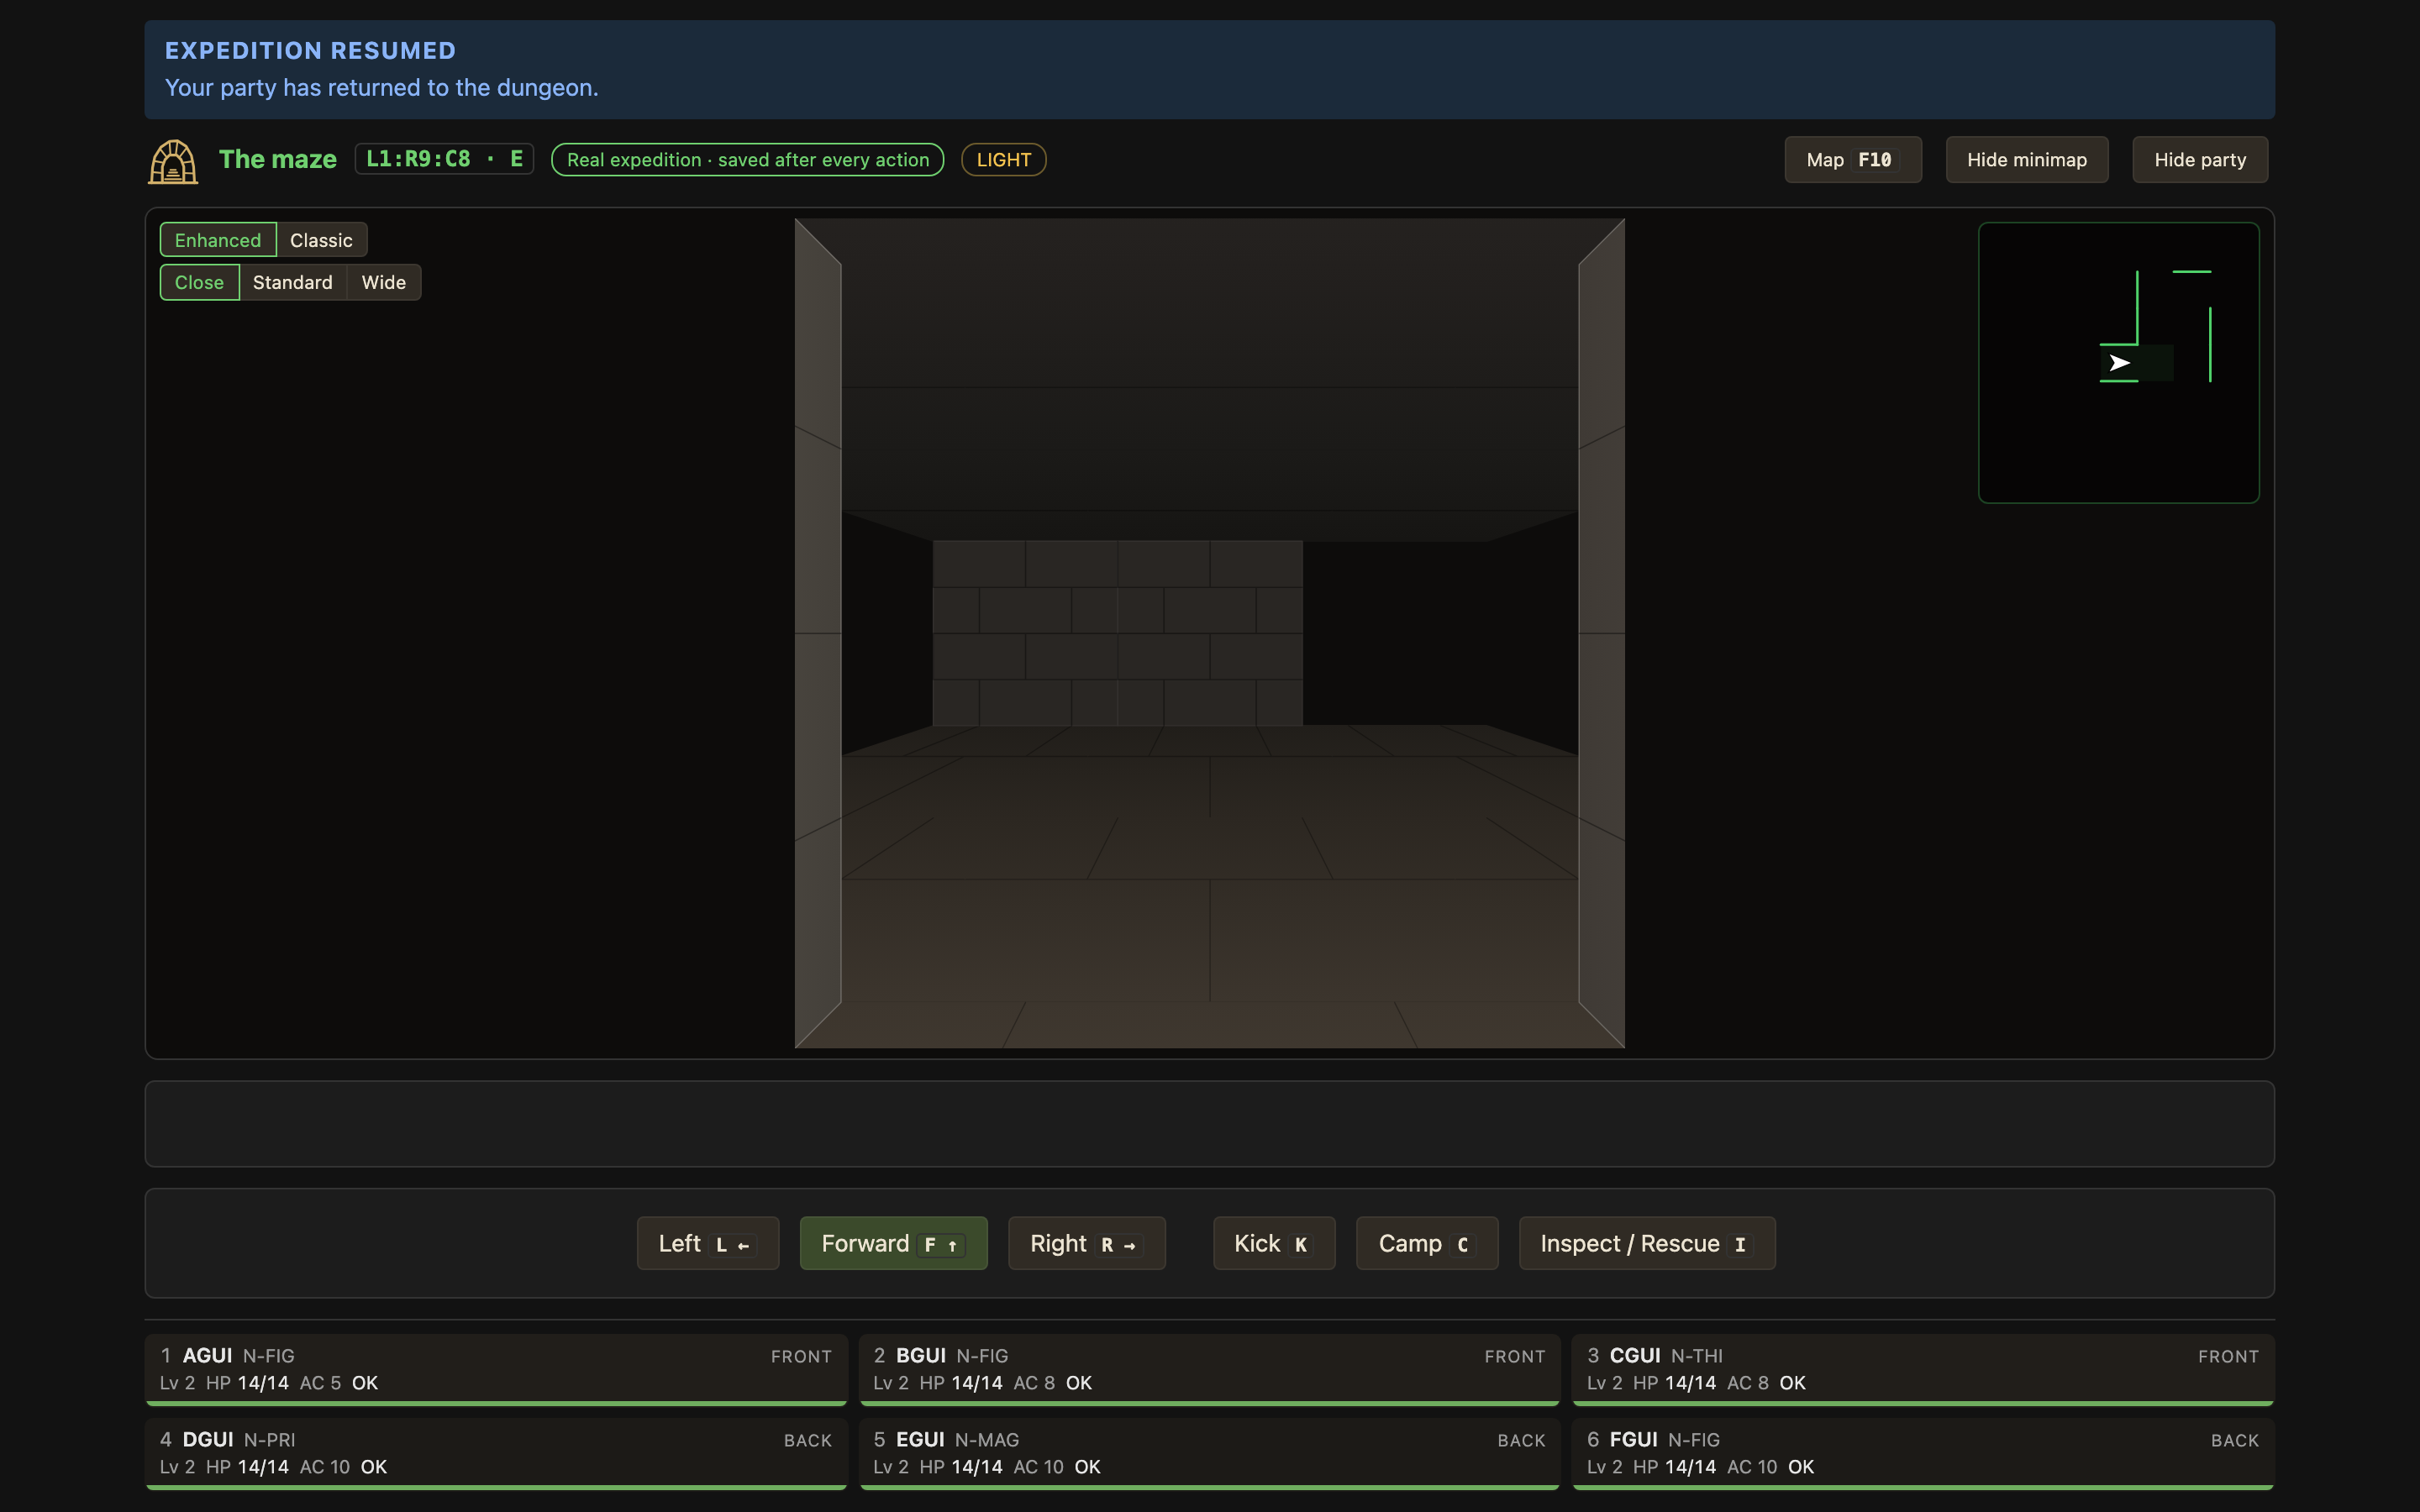 EXPEDITION RESUMED
Your party has returned to the dungeon.
The maze L1:R9:C8 · E Real expedition · saved after every action LIGHT Map F10 Hide minimap Hide party
Enhanced Classic
Close Standard Wide
Left L ← Forward F ↑ Right R → Kick K Camp C Inspect / Rescue I
1 AGUI N-FIG FRONT
Lv 2 HP 14/14 AC 5 OK
2 BGUI N-FIG FRONT
Lv 2 HP 14/14 AC 8 OK
3 CGUI N-THI FRONT
Lv 2 HP 14/14 AC 8 OK
4 DGUI N-PRI BACK
Lv 2 HP 14/14 AC 10 OK
5 EGUI N-MAG BACK
Lv 2 HP 14/14 AC 10 OK
6 FGUI N-FIG BACK
Lv 2 HP 14/14 AC 10 OK